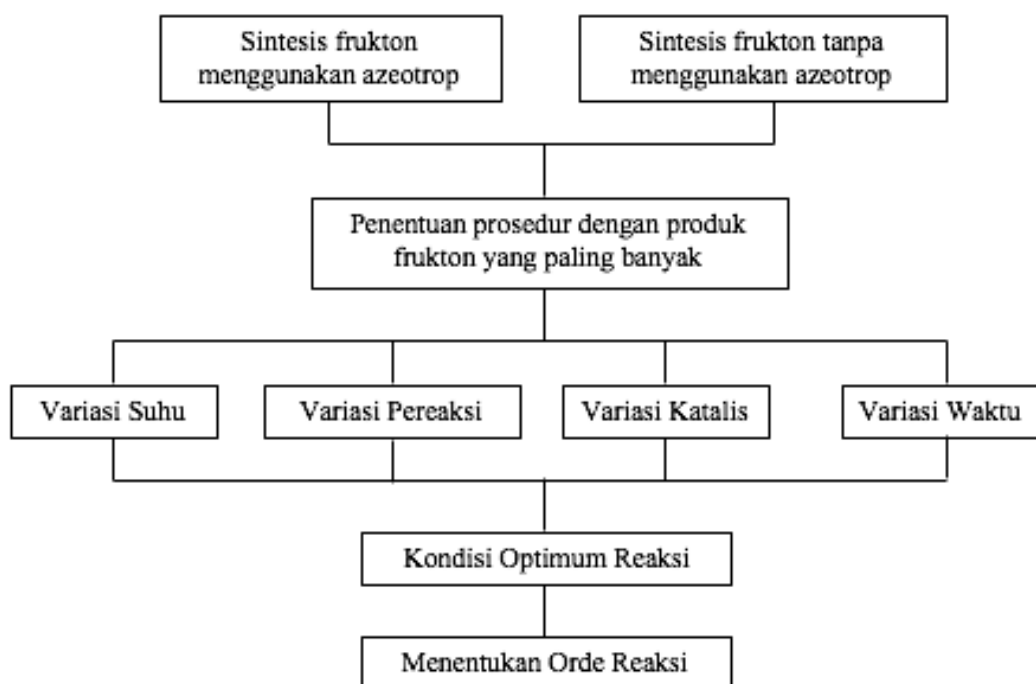 Sintesis frukton
menggunakan azeotrop
Sintesis frukton tanpa
menggunakan azeotrop
Penentuan prosedur dengan produk
frukton yang paling banyak
Variasi Suhu
Variasi Pereaksi
Variasi Katalis
Variasi Waktu
Kondisi Optimum Reaksi
Menentukan Orde Reaksi